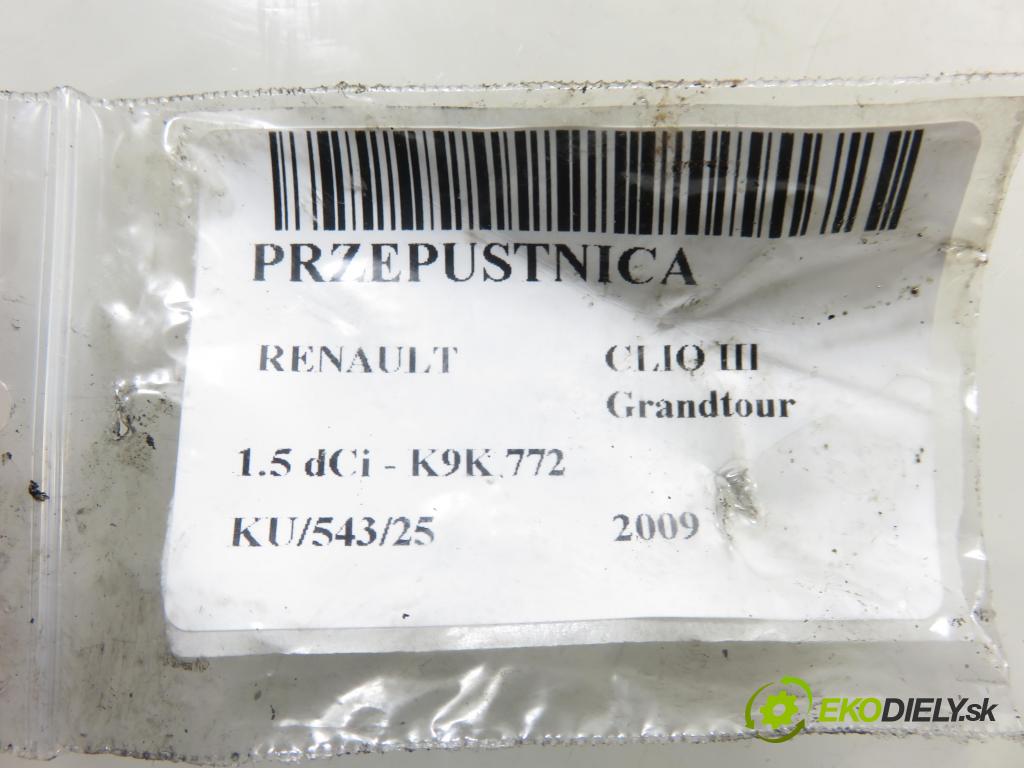 PRZEPUSTNICA
RENAULT CLIO III
Grandtour
1.5 dCi - K9K 772
KU/543/25 2009
EKODIELY.sk